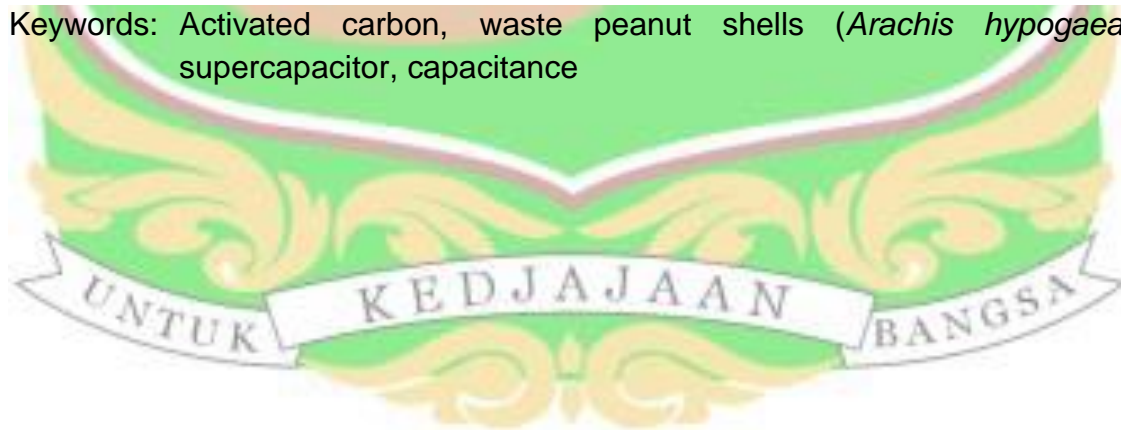 Keywords: Activated carbon, waste peanut shells (Arachis hypogaea
supercapacitor, capacitance
UNTUK KEDJAJAAN BANGSA